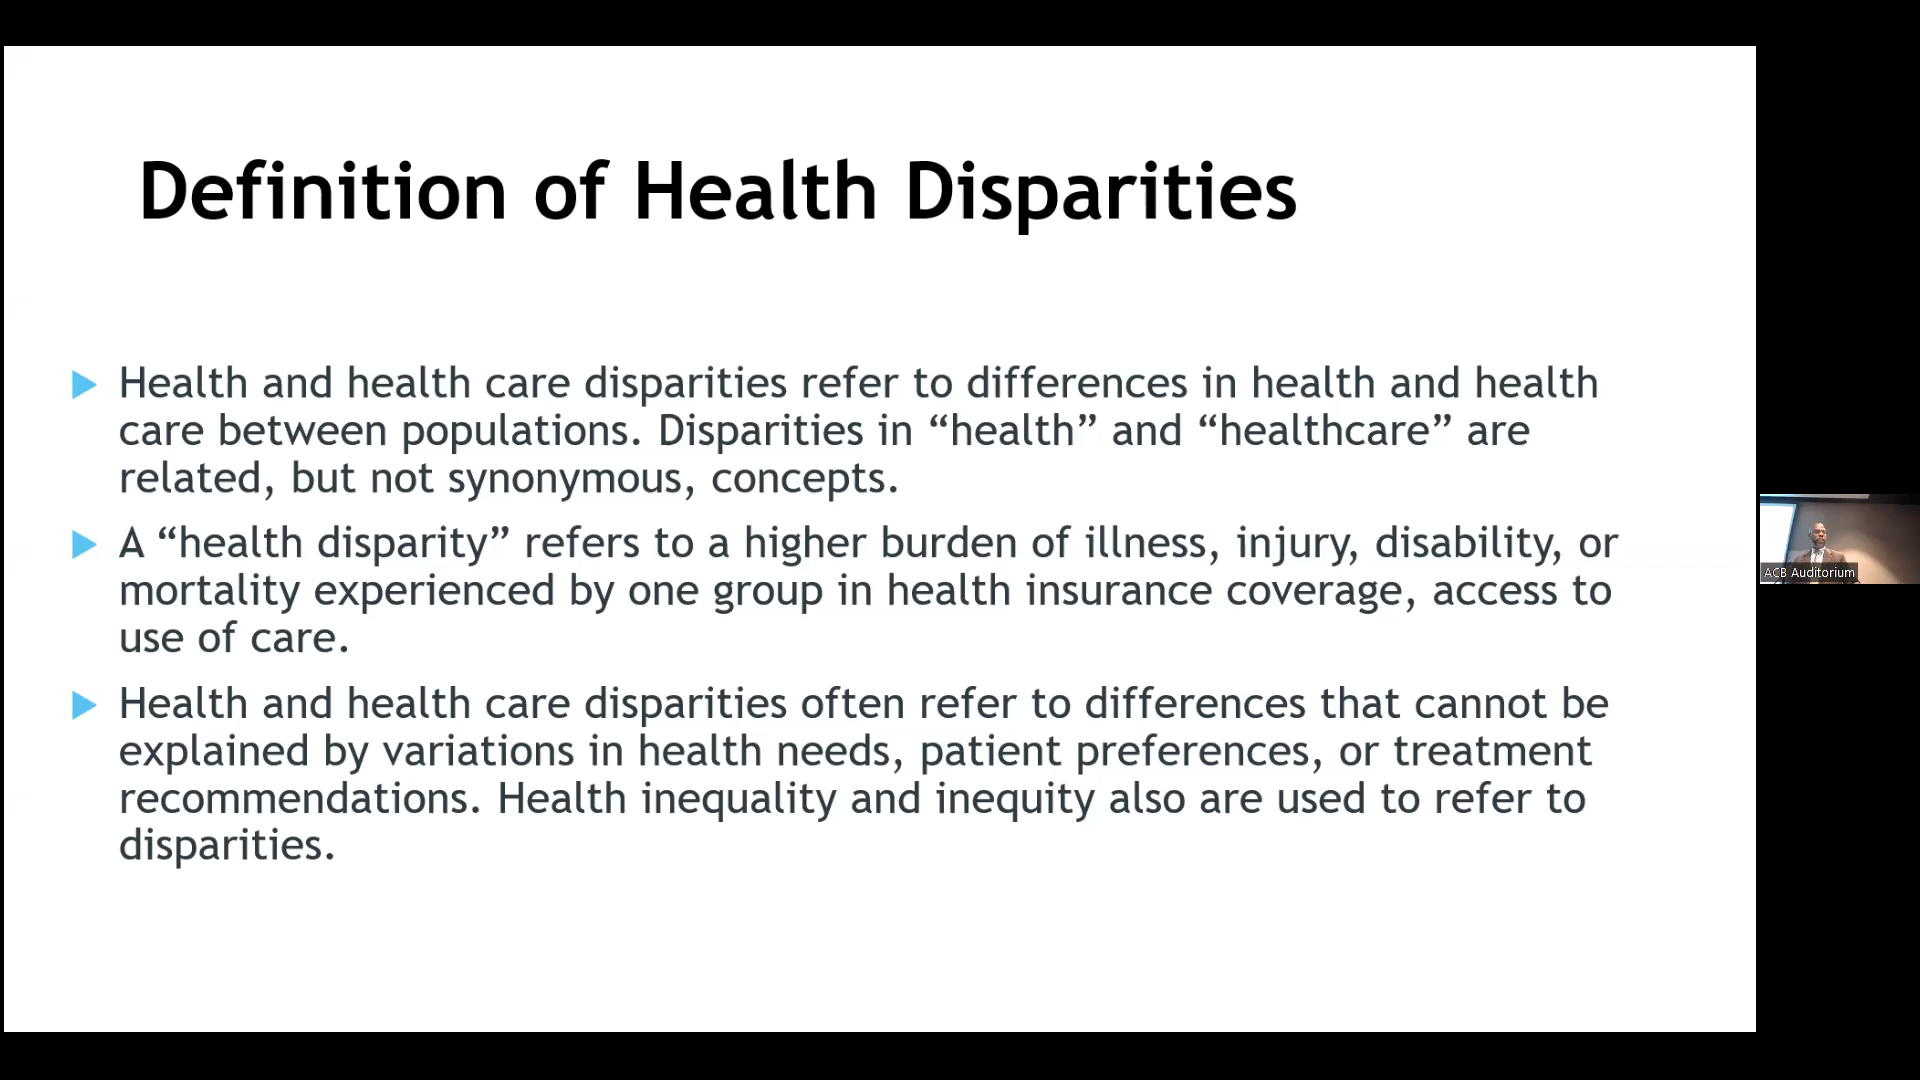 Definition of Health Disparities
Health and health care disparities refer to differences in health and health
care between populations. Disparities in “health” and “healthcare” are
related, but not synonymous, concepts.
A “health disparity” refers to a higher burden of illness, injury, disability, or
mortality experienced by one group in health insurance coverage, access to
use of care.
Health and health care disparities often refer to differences that cannot be
explained by variations in health needs, patient preferences, or treatment
recommendations. Health inequality and inequity also are used to refer to
disparities.
ACB Auditorium